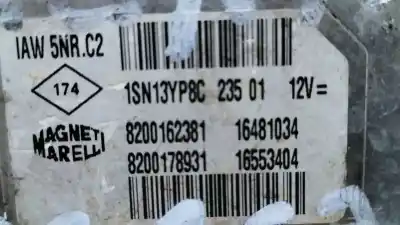 IAW 5NR.C2
174
1SN13YP8C 235 01 12V=
MAGNETI
MARELLI
8200162381 16481034
8200178931 16553404